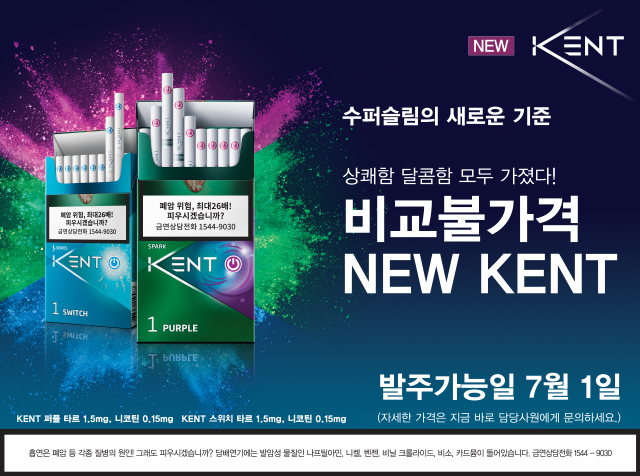 NEW KENT
수퍼슬림의 새로운 기준
상쾌함 달콤함 모두 가졌다!
비교불가격
NEW KENT
폐암 위험, 최대26배!
피우시겠습니까?
금연상담전화 1544-9030
KENT
1 SWITCH
폐암 위험, 최대26배!
피우시겠습니까?
금연상담전화 1544-9030
SPARK
KENT
1 PURPLE
발주가능일 7월 1일
(자세한 가격은 지금 바로 담당사원에게 문의하세요.)
KENT 퍼플 타르 1.5mg, 니코틴 0.15mg KENT 스위치 타르 1.5mg, 니코틴 0.15mg
흡연은 폐암 등 각종 질병의 원인! 그래도 피우시겠습니까? 담배연기에는 발암성 물질인 나프틸아민, 니켈, 벤젠, 비닐 크롤라이드, 비소, 카드뮴이 들어있습니다. 금연상담전화 1544 - 9030